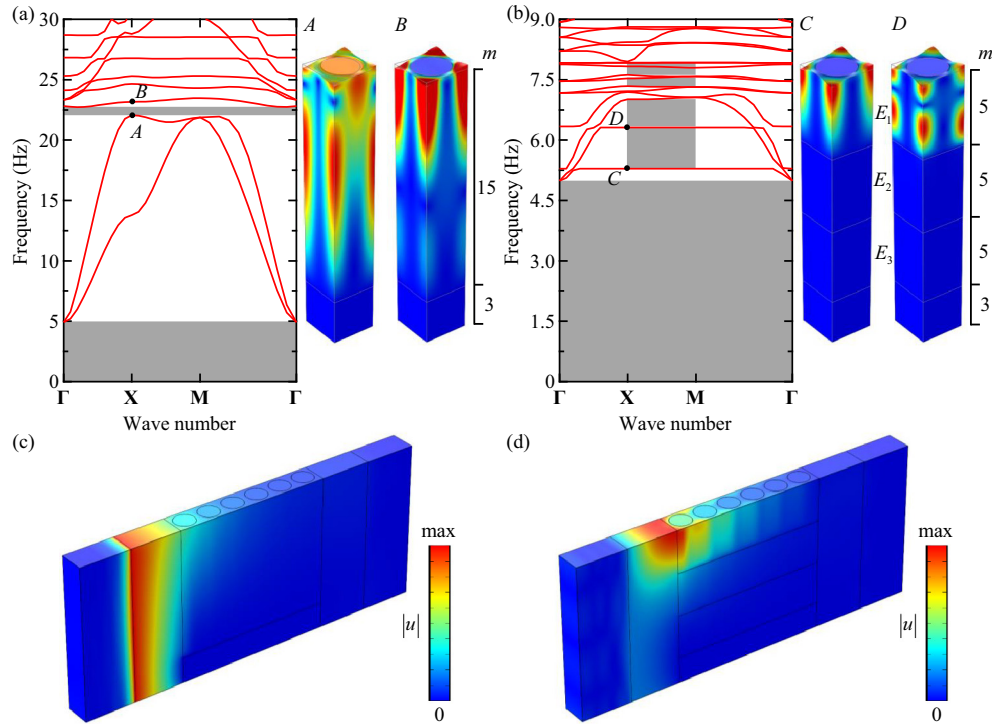 (a)
30
25
20
15
10
5
0
Frequency (Hz)
Γ X M Γ
Wave number
A
B
A B
m
15
3
(b)
9.0
7.5
6.0
4.5
3.0
1.5
0
Frequency (Hz)
Γ X M Γ
Wave number
D
C
C D
m
E1
E2
E3
5
5
5
3
(c)
max
|u|
0
(d)
max
|u|
0